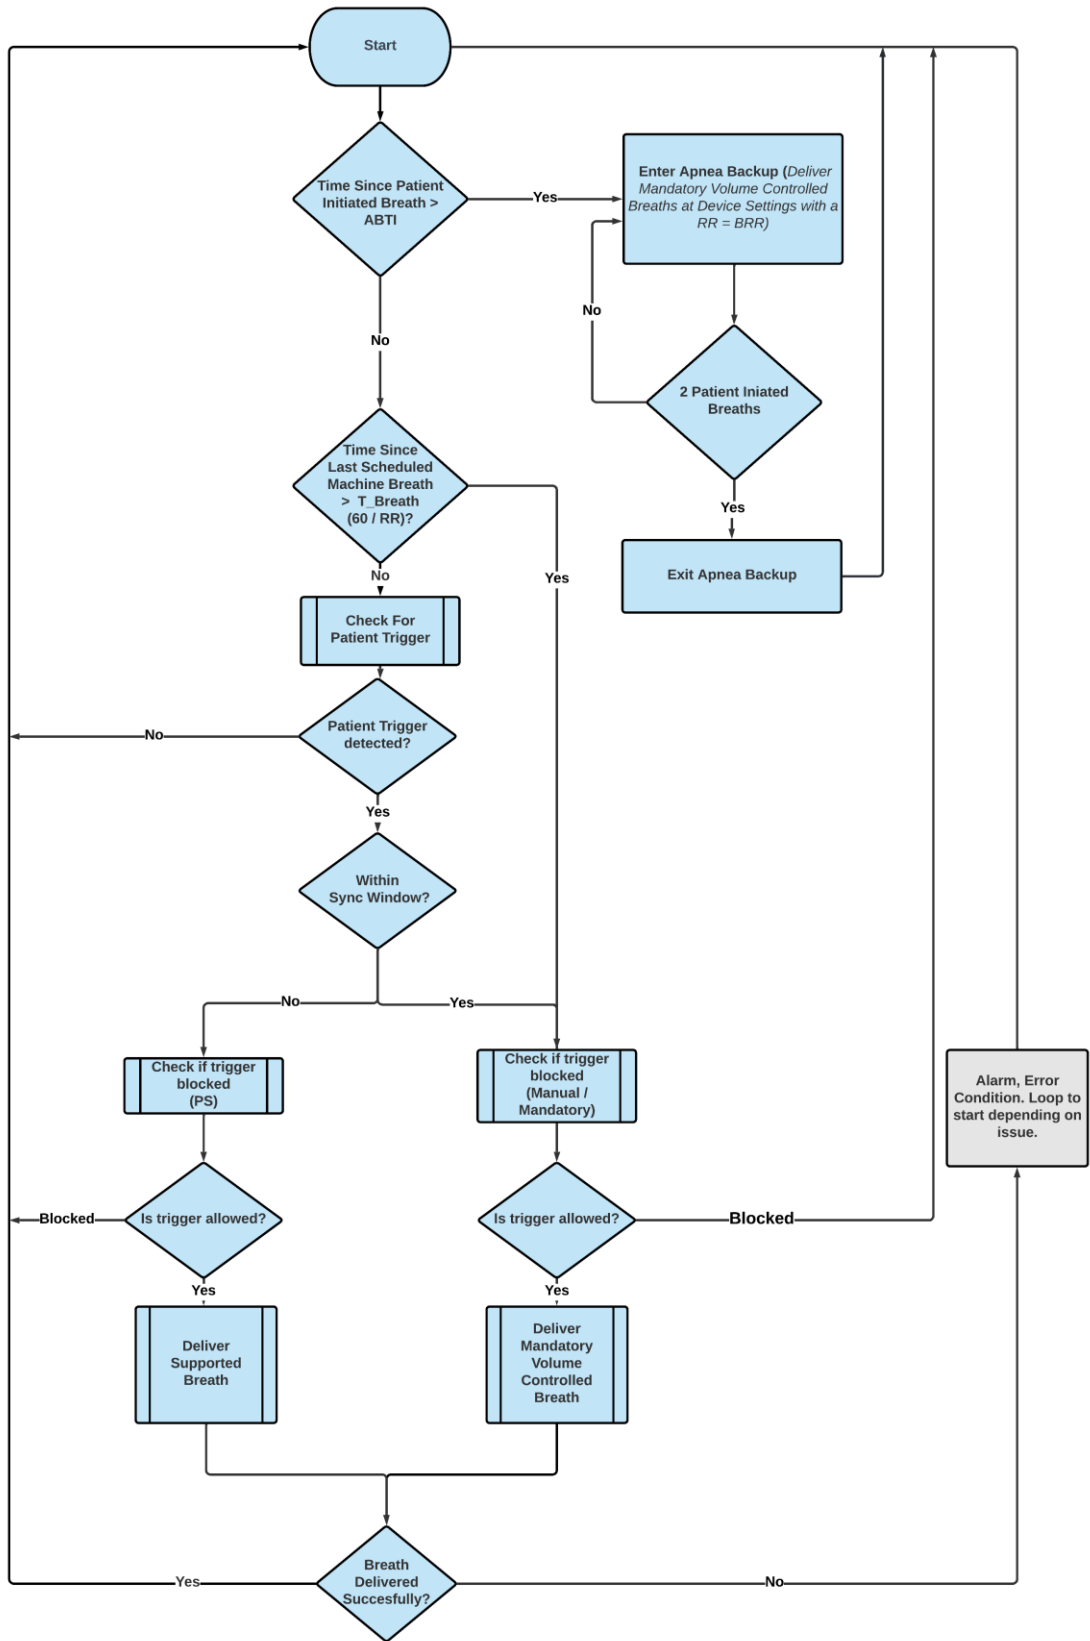 Start
Time Since Patient
Initiated Breath >
ABTI
Yes
Enter Apnea Backup (Deliver
Mandatory Volume Controlled
Breaths at Device Settings with a
RR = BRR)
No
No
2 Patient Iniated
Breaths
Yes
Exit Apnea Backup
Time Since
Last Scheduled
Machine Breath
> T_Breath
(60 / RR)?
Yes
No
Check For
Patient Trigger
Patient Trigger
detected?
No
Yes
Within
Sync Window?
No
Yes
Check if trigger
blocked
(PS)
Check if trigger
blocked
(Manual /
Mandatory)
Alarm, Error
Condition. Loop to
start depending on
issue.
Blocked
Is trigger allowed?
Is trigger allowed?
Blocked
Yes
Yes
Deliver
Supported
Breath
Deliver
Mandatory
Volume
Controlled
Breath
Breath
Delivered
Succesfully?
Yes
No